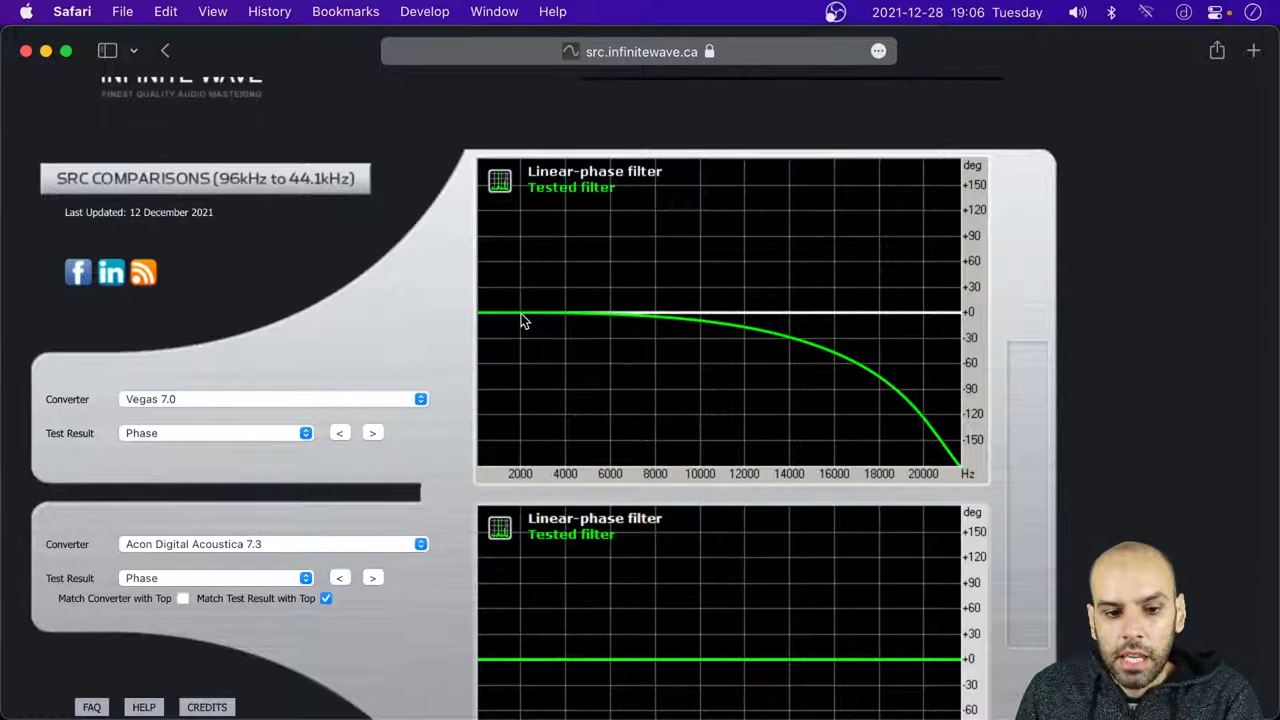 Safari File Edit View History Bookmarks Develop Window Help 2021-12-28 19:06 Tuesday
src.infinitewave.ca
INFINITE WAVE
FINEST QUALITY AUDIO MASTERING
SRC COMPARISONS (96kHz to 44.1kHz)
Last Updated: 12 December 2021
Converter Vegas 7.0
Test Result Phase < >
Converter Acon Digital Acoustica 7.3
Test Result Phase < >
Match Converter with Top Match Test Result with Top
FAQ HELP CREDITS
Linear-phase filter
Tested filter
deg
+150
+120
+90
+60
+30
+0
-30
-60
-90
-120
-150
2000 4000 6000 8000 10000 12000 14000 16000 18000 20000 Hz
Linear-phase filter
Tested filter
deg
+150
+120
+90
+60
+30
+0
-30
-60